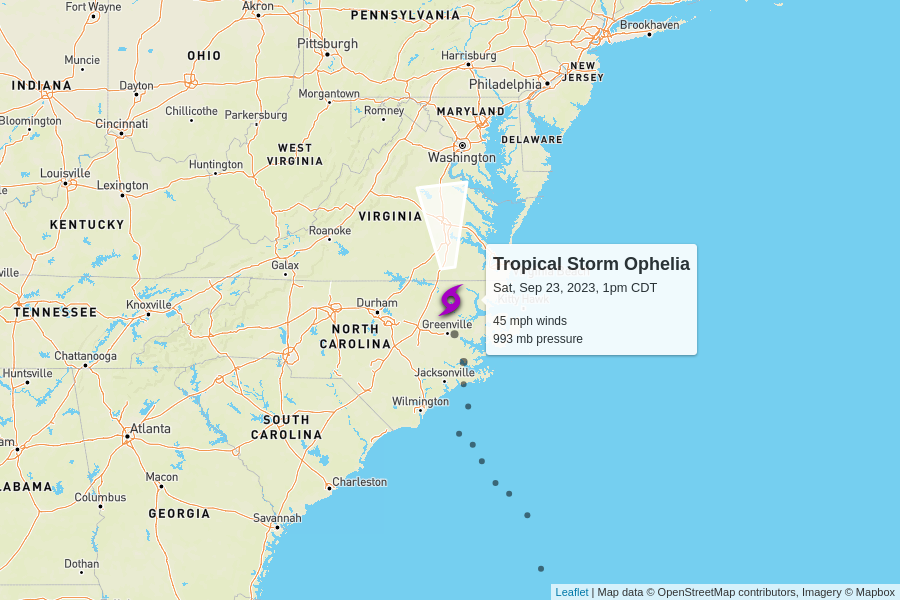 Fort Wayne
Akron
PENNSYLVANIA
Brookhaven
Pittsburgh
OHIO
Harrisburg
Muncie
NEW
JERSEY
INDIANA
Dayton
Philadelphia
Morgantown
Chillicothe
Parkersburg
Romney
MARYLAND
Bloomington
Cincinnati
DELAWARE
WEST
VIRGINIA
Washington
Huntington
Louisville
Lexington
le
KENTUCKY
VIRGINIA
Roanoke
Galax
ville
Tropical Storm Ophelia
Sat, Sep 23, 2023, 1pm CDT
Kitty Hawk
45 mph winds
993 mb pressure
Knoxville
Durham
TENNESSEE
Greenville
NORTH
CAROLINA
Chattanooga
Huntsville
Jacksonville
Wilmington
SOUTH
CAROLINA
Atlanta
am
Macon
Charleston
LABAMA
Columbus
GEORGIA
Savannah
Dothan
Leaflet | Map data © OpenStreetMap contributors, Imagery © Mapbox